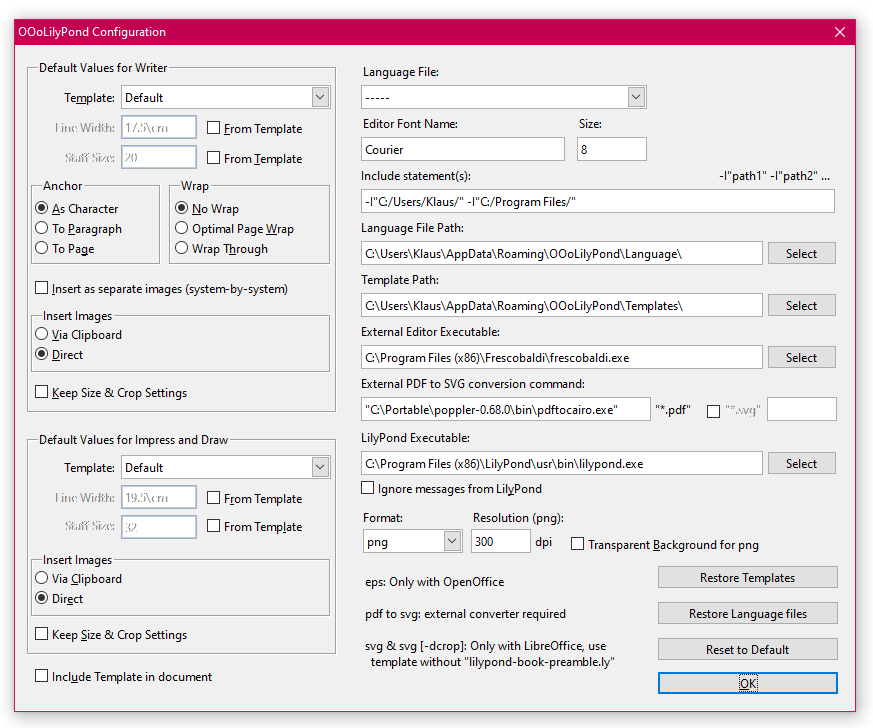 OOoLilyPond Configuration
Default Values for Writer
Template:
Default
Line Width:
17.5\cm
From Template
Staff Size:
20
From Template
Anchor
As Character
To Paragraph
To Page
Wrap
No Wrap
Optimal Page Wrap
Wrap Through
Insert as separate images (system-by-system)
Insert Images
Via Clipboard
Direct
Keep Size & Crop Settings
Default Values for Impress and Draw
Template:
Default
Line Width:
19.5\cm
From Template
Staff Size:
32
From Template
Insert Images
Via Clipboard
Direct
Keep Size & Crop Settings
Include Template in document
Language File:
-----
Editor Font Name:
Size:
Courier
8
Include statement(s):
-I"path1" -I"path2" ...
-I"C:/Users/Klaus/" -I"C:/Program Files/"
Language File Path:
C:\Users\Klaus\AppData\Roaming\OOoLilyPond\Language\
Select
Template Path:
C:\Users\Klaus\AppData\Roaming\OOoLilyPond\Templates\
Select
External Editor Executable:
C:\Program Files (x86)\Frescobaldi\frescobaldi.exe
Select
External PDF to SVG conversion command:
"C:\Portable\poppler-0.68.0\bin\pdftocairo.exe"
"*.pdf"
"*.svg"
LilyPond Executable:
C:\Program Files (x86)\LilyPond\usr\bin\lilypond.exe
Select
Ignore messages from LilyPond
Format:
Resolution (png):
png
300
dpi
Transparent Background for png
eps: Only with OpenOffice
pdf to svg: external converter required
svg & svg [-dcrop]: Only with LibreOffice, use
template without "lilypond-book-preamble.ly"
Restore Templates
Restore Language files
Reset to Default
OK